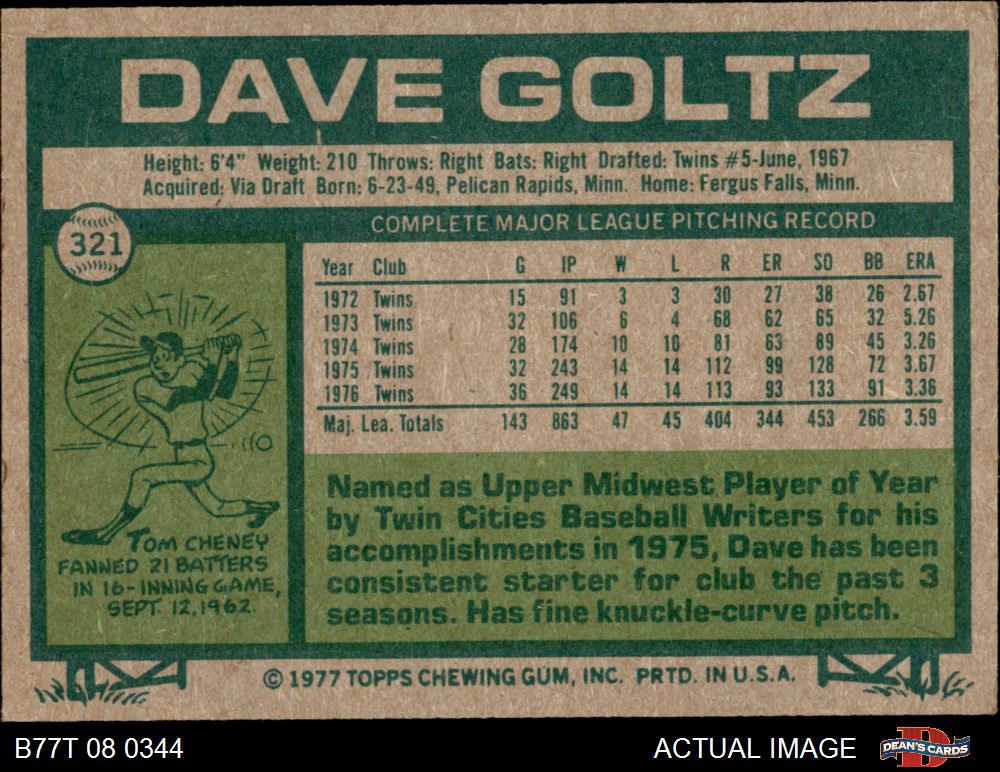 DAVE GOLTZ
Height: 6'4" Weight: 210 Throws: Right Bats: Right Drafted: Twins #5-June, 1967
Acquired: Via Draft Born: 6-23-49, Pelican Rapids, Minn. Home: Fergus Falls, Minn.
321
COMPLETE MAJOR LEAGUE PITCHING RECORD
Year Club G IP W L R ER SO BB ERA
1972 Twins 15 91 3 3 30 27 38 26 2.67
1973 Twins 32 106 6 4 68 62 65 32 5.26
1974 Twins 28 174 10 10 81 63 89 45 3.26
1975 Twins 32 243 14 14 112 99 128 72 3.67
1976 Twins 36 249 14 14 113 93 133 91 3.36
Maj. Lea. Totals 143 863 47 45 404 344 453 266 3.59
TOM CHENEY
FANNED 21 BATTERS
IN 16-INNING GAME,
SEPT. 12, 1962.
Named as Upper Midwest Player of Year
by Twin Cities Baseball Writers for his
accomplishments in 1975, Dave has been
consistent starter for club the past 3
seasons. Has fine knuckle-curve pitch.
© 1977 TOPPS CHEWING GUM, INC. PRTD. IN U.S.A.
B77T 08 0344
ACTUAL IMAGE
D
DEAN'S CARDS